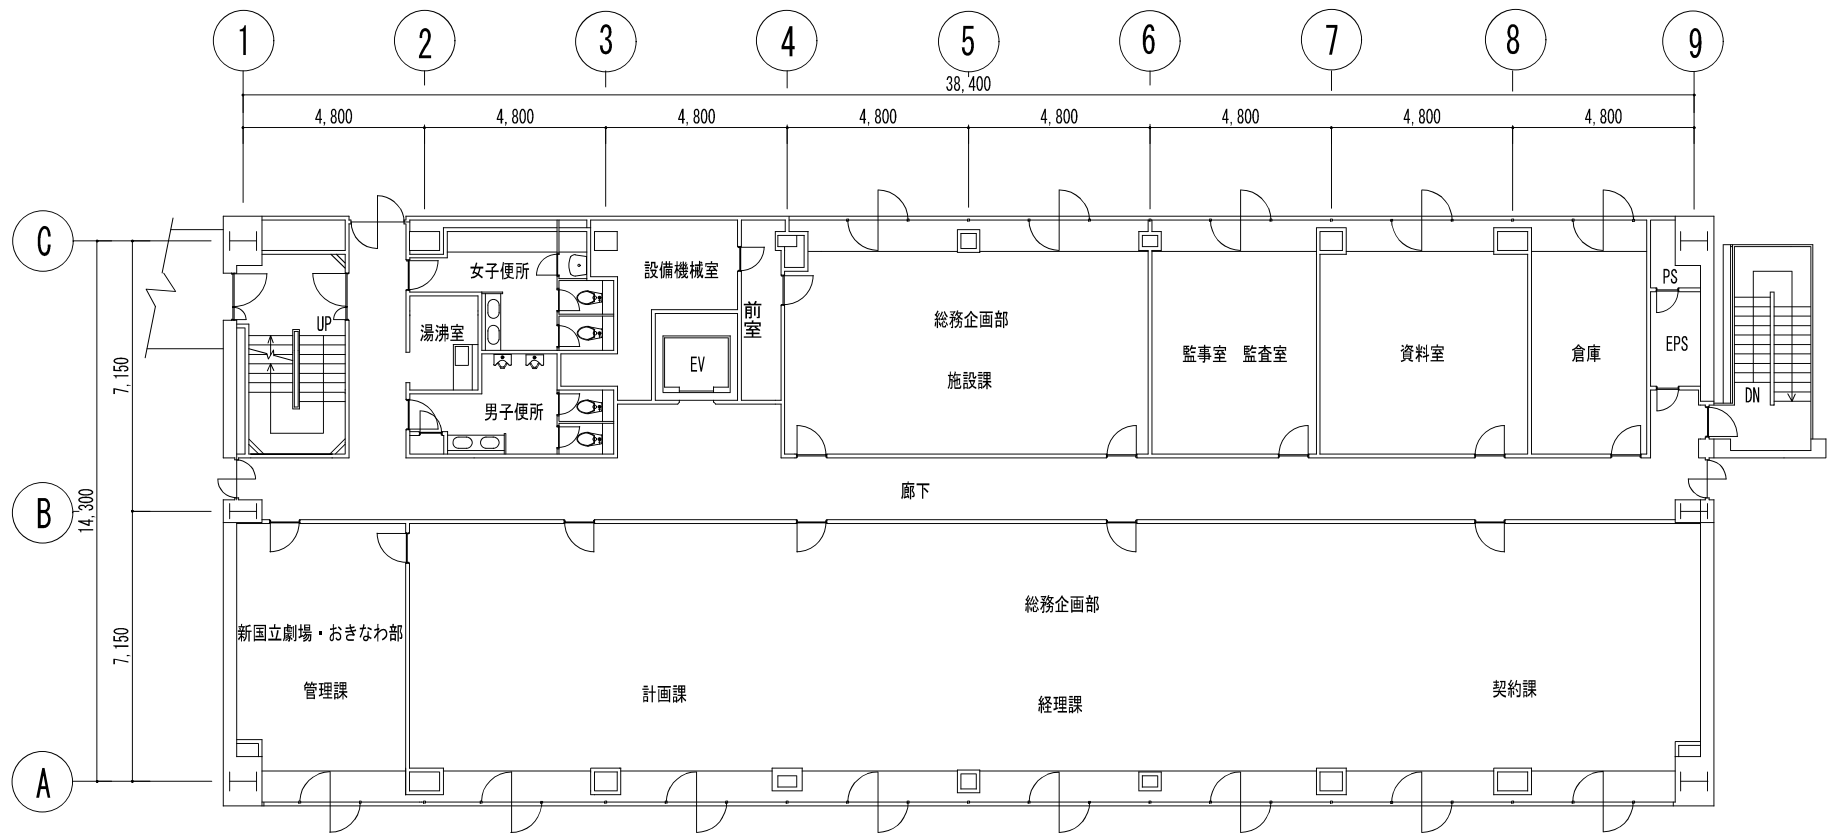 1 2 3 4 5 6 7 8 9
38,400
4,800 4,800 4,800 4,800 4,800 4,800 4,800 4,800
C
女子便所
設備機械室
PS
前室
UP
湯沸室
総務企画部
EPS
監事室 監査室
資料室
倉庫
EV
7,150
施設課
DN
男子便所
廊下
B
14,300
総務企画部
新国立劇場・おきなわ部
7,150
管理課
計画課
経理課
契約課
A